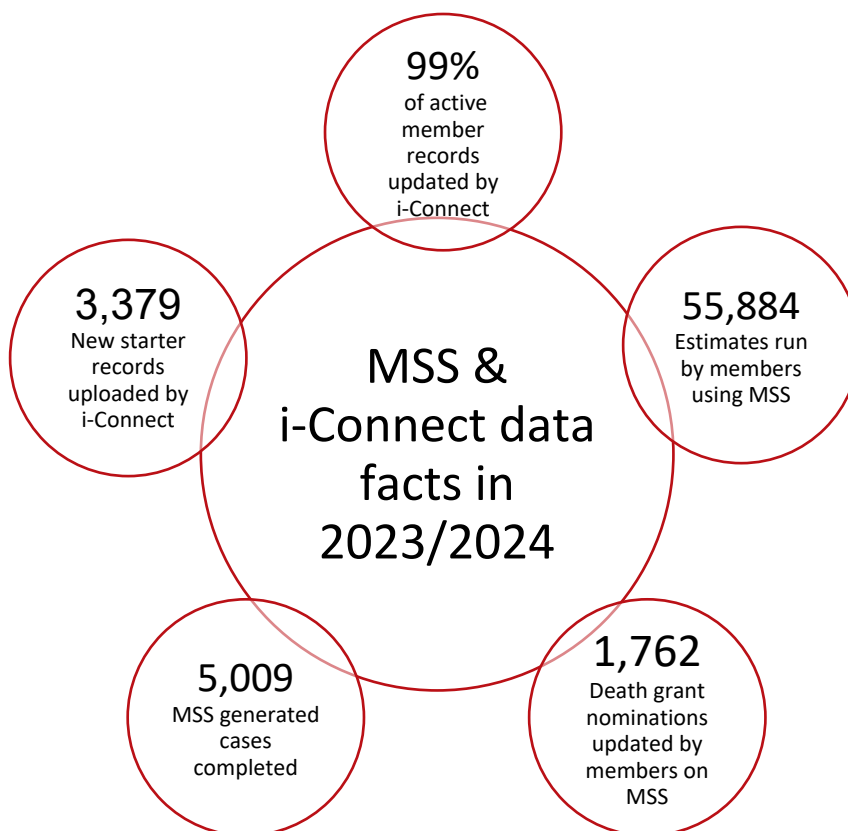 99%
of active
member
records
updated by
i-Connect
3,379
New starter
records
uploaded by
i-Connect
55,884
Estimates run
by members
using MSS
MSS &
i-Connect data
facts in
2023/2024
5,009
MSS generated
cases
completed
1,762
Death grant
nominations
updated by
members on
MSS